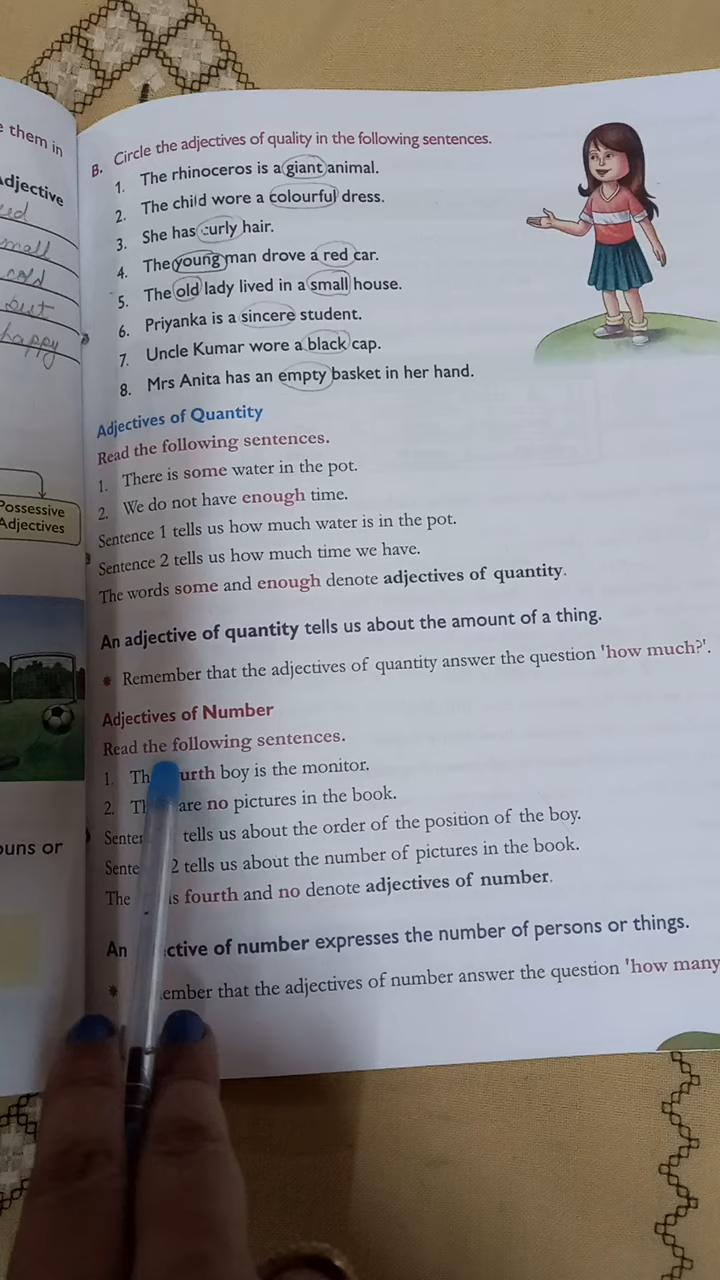 e them in
Adjective
mall
cold
but
happy
Possessive
Adjectives
ouns or
B. Circle the adjectives of quality in the following sentences.
1. The rhinoceros is a giant animal.
2. The child wore a colourful dress.
3. She has curly hair.
4. The young man drove a red car.
5. The old lady lived in a small house.
6. Priyanka is a sincere student.
7. Uncle Kumar wore a black cap.
8. Mrs Anita has an empty basket in her hand.
Adjectives of Quantity
Read the following sentences.
1. There is some water in the pot.
2. We do not have enough time.
Sentence 1 tells us how much water is in the pot.
Sentence 2 tells us how much time we have.
The words some and enough denote adjectives of quantity.
An adjective of quantity tells us about the amount of a thing.
* Remember that the adjectives of quantity answer the question 'how much?'.
Adjectives of Number
Read the following sentences.
1. Th urth boy is the monitor.
2. Th are no pictures in the book.
Senten tells us about the order of the position of the boy.
Sente 2 tells us about the number of pictures in the book.
The s fourth and no denote adjectives of number.
An ctive of number expresses the number of persons or things.
* ember that the adjectives of number answer the question 'how many